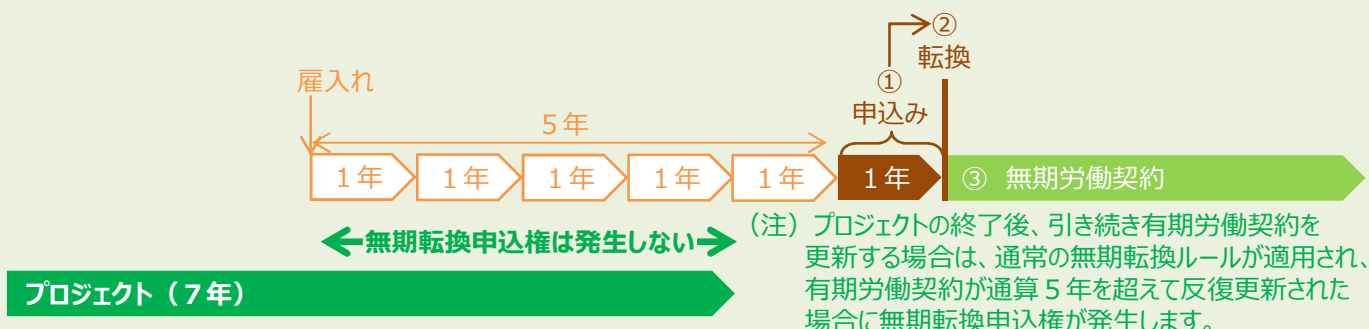 雇入れ
5年
1年
1年
1年
1年
1年
1年
①
申込み
②
転換
③ 無期労働契約
無期転換申込権は発生しない
プロジェクト（7年）
（注）プロジェクトの終了後、引き続き有期労働契約を
更新する場合は、通常の無期転換ルールが適用され、
有期労働契約が通算5年を超えて反復更新された
場合に無期転換申込権が発生します。